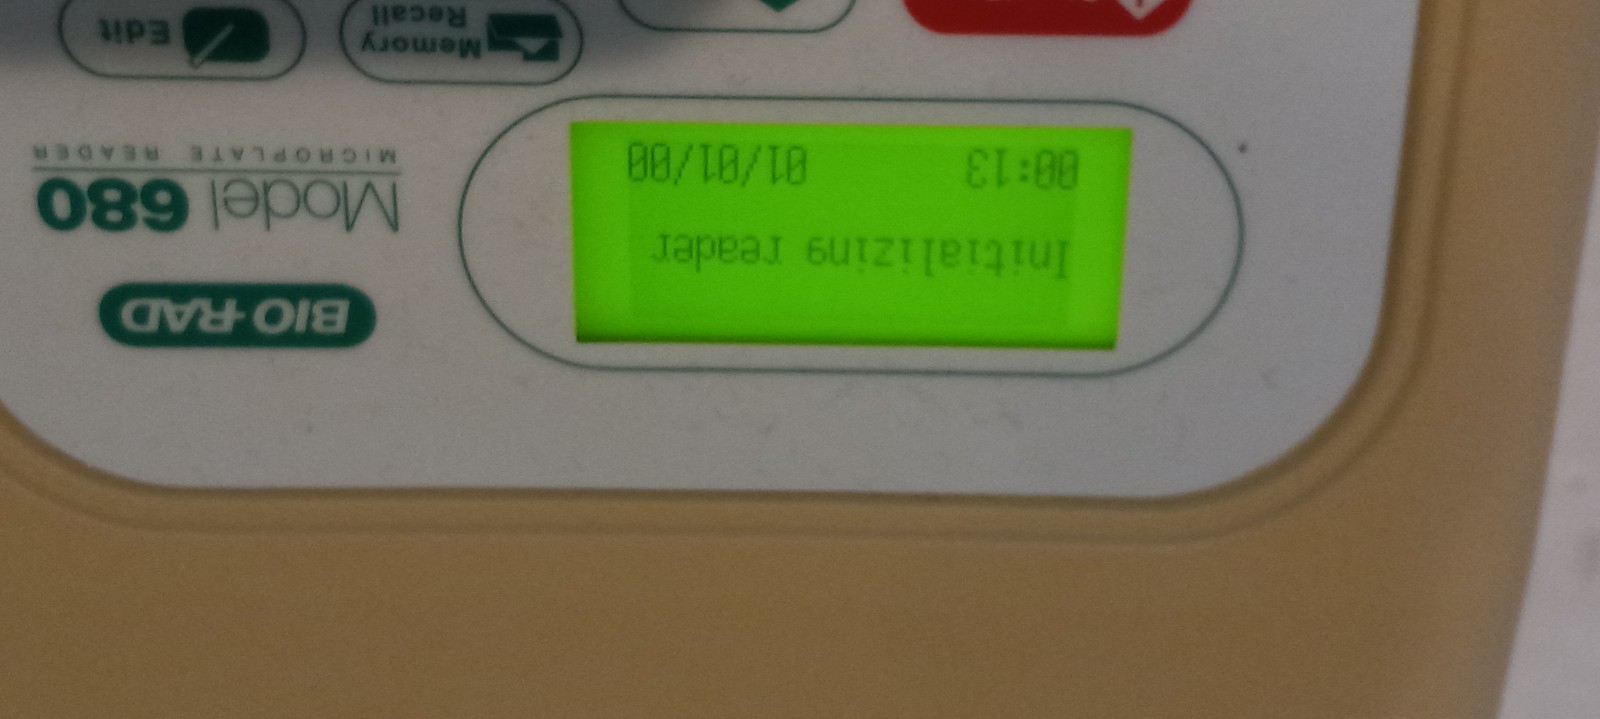 BIO-RAD
Model 680
MICROPLATE READER
Initializing reader
00:13 01/01/00
Memory
Recall
Edit